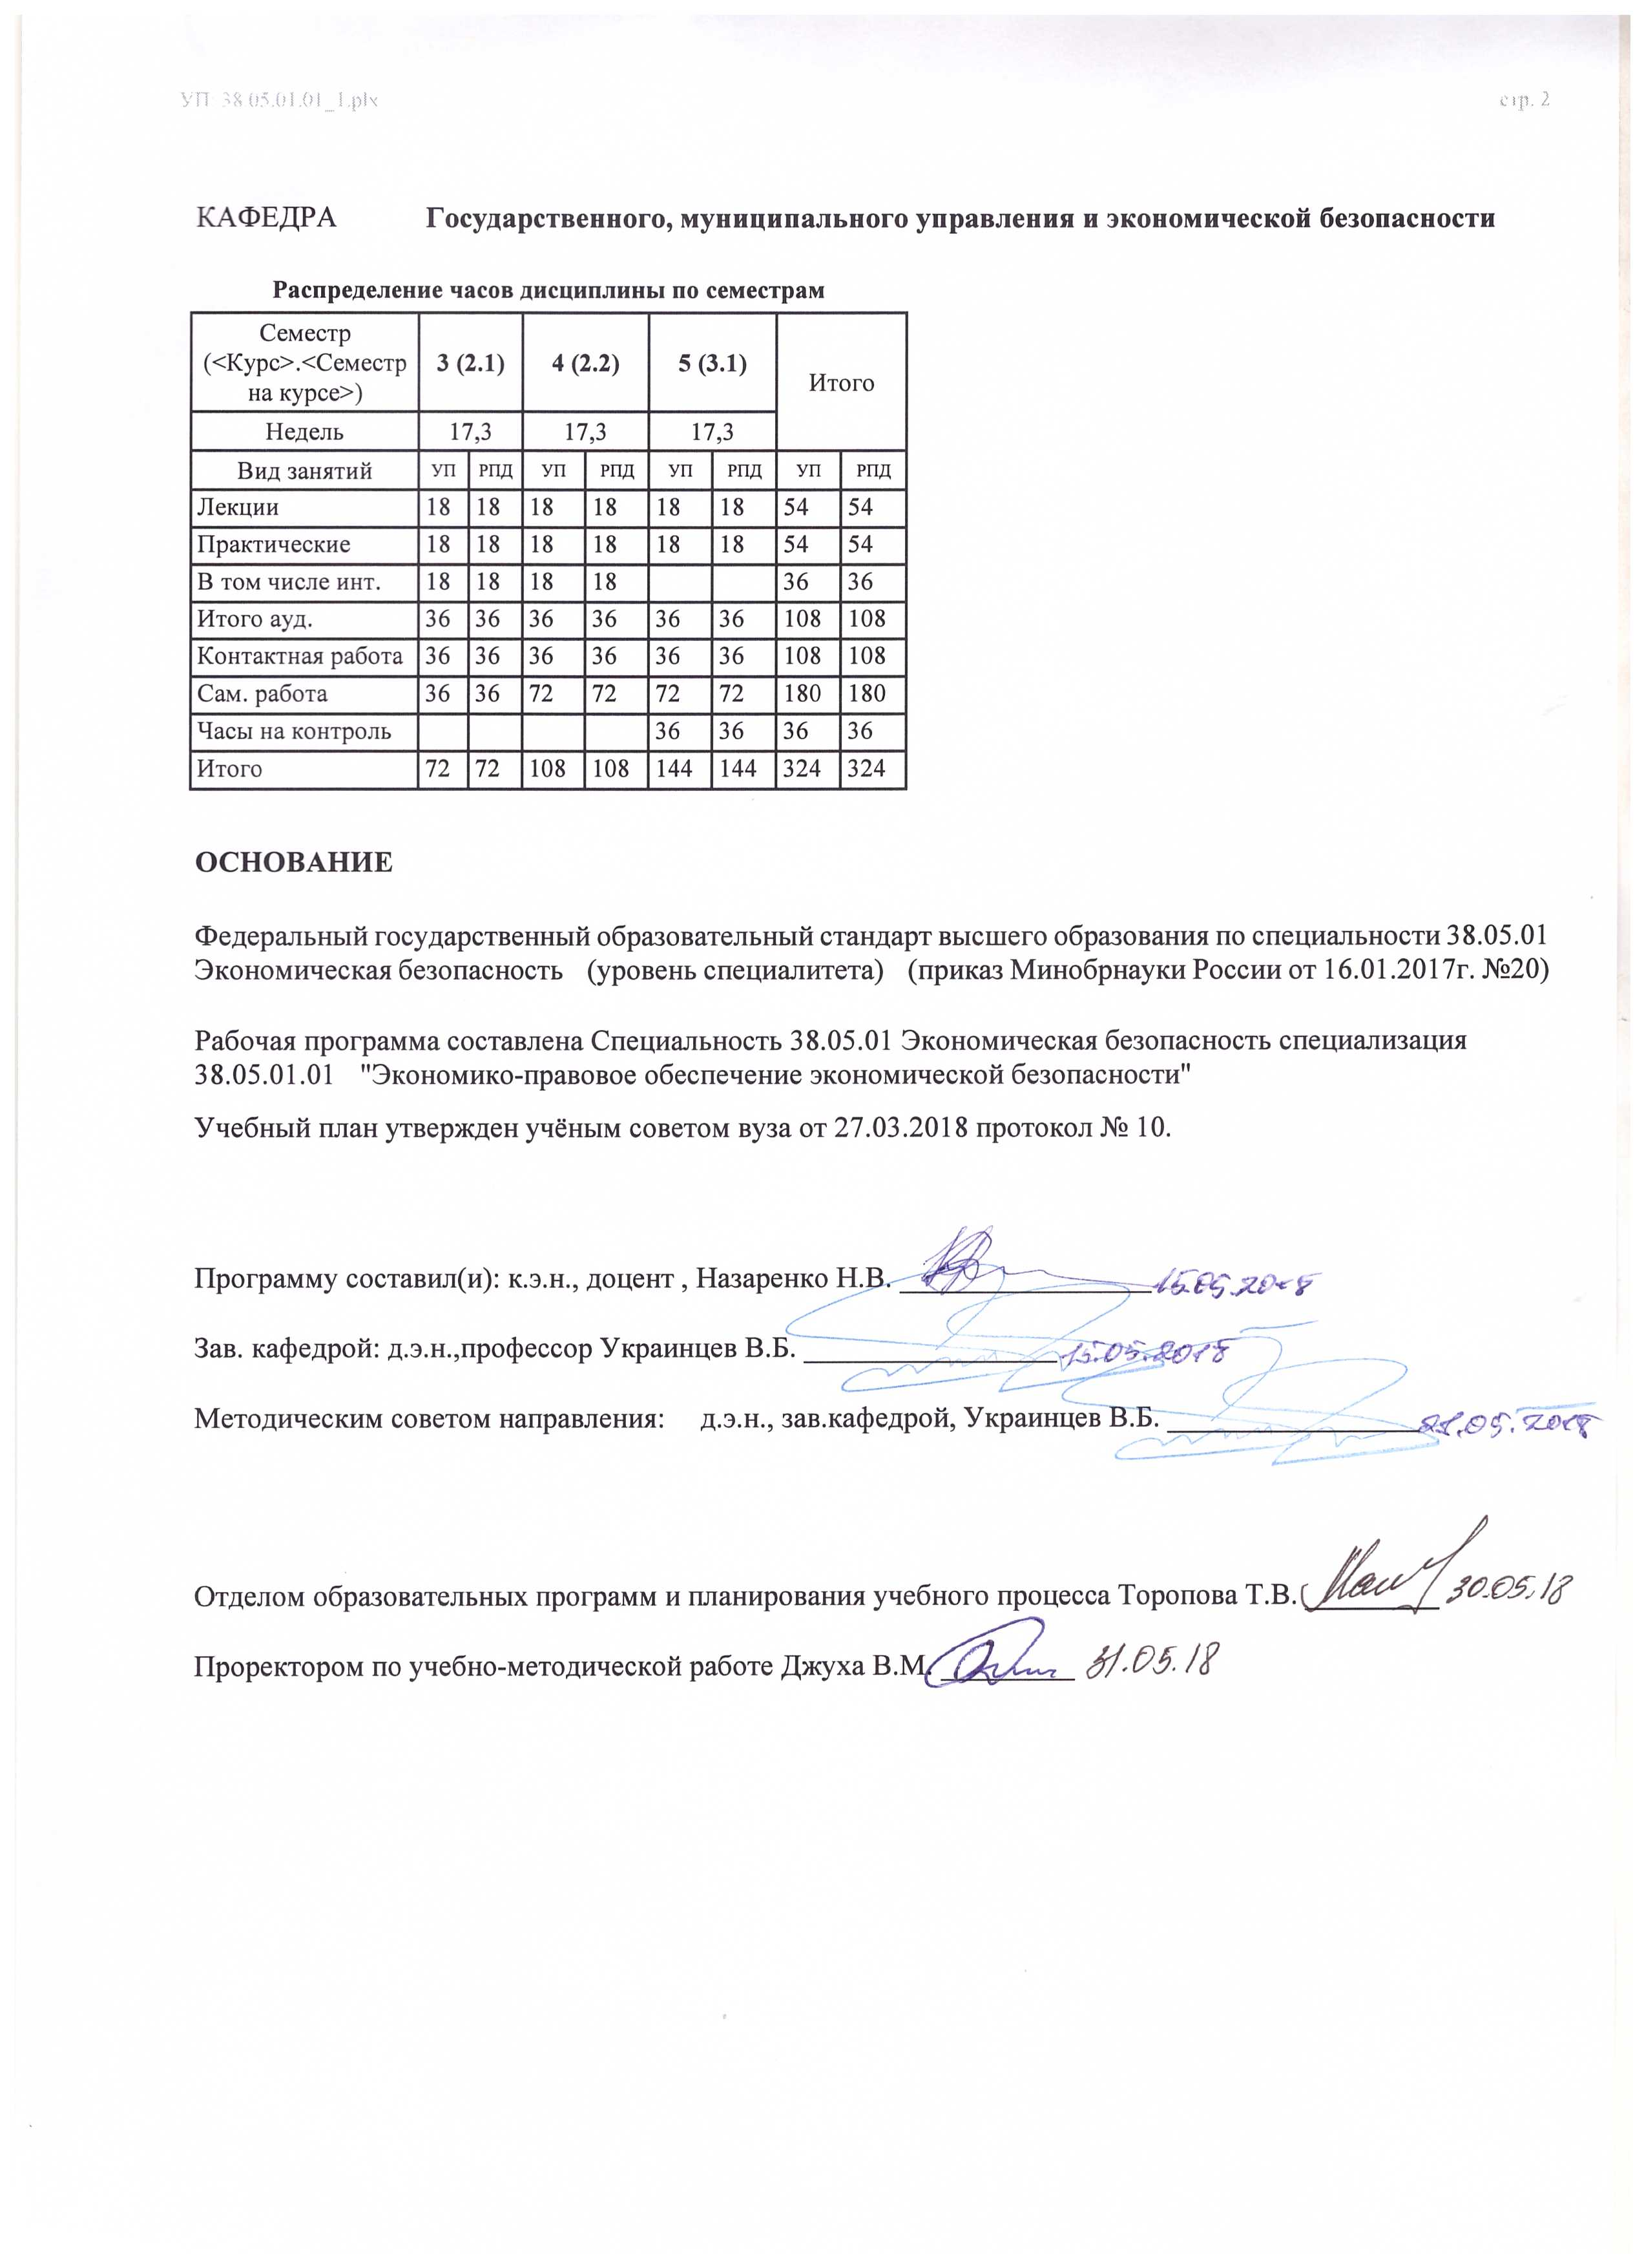 УП: 38.05.01.01_1.plx стр. 2
КАФЕДРА Государственного, муниципального управления и экономической безопасности
Распределение часов дисциплины по семестрам
Семестр (<Курс>.<Семестр на курсе>) 3 (2.1) 4 (2.2) 5 (3.1) Итого
Недель 17,3 17,3 17,3
Вид занятий УП РПД УП РПД УП РПД УП РПД
Лекции 18 18 18 18 18 18 54 54
Практические 18 18 18 18 18 18 54 54
В том числе инт. 18 18 18 18 36 36
Итого ауд. 36 36 36 36 36 36 108 108
Контактная работа 36 36 36 36 36 36 108 108
Сам. работа 36 36 72 72 72 72 180 180
Часы на контроль 36 36 36 36
Итого 72 72 108 108 144 144 324 324
ОСНОВАНИЕ
Федеральный государственный образовательный стандарт высшего образования по специальности 38.05.01
Экономическая безопасность (уровень специалитета) (приказ Минобрнауки России от 16.01.2017г. №20)
Рабочая программа составлена Специальность 38.05.01 Экономическая безопасность специализация
38.05.01.01 "Экономико-правовое обеспечение экономической безопасности"
Учебный план утвержден учёным советом вуза от 27.03.2018 протокол № 10.
Программу составил(и): к.э.н., доцент , Назаренко Н.В. 15.05.2018
Зав. кафедрой: д.э.н.,профессор Украинцев В.Б. 15.05.2018
Методическим советом направления: д.э.н., зав.кафедрой, Украинцев В.Б. 21.05.2018
Отделом образовательных программ и планирования учебного процесса Торопова Т.В. 30.05.18
Проректором по учебно-методической работе Джуха В.М. 31.05.18